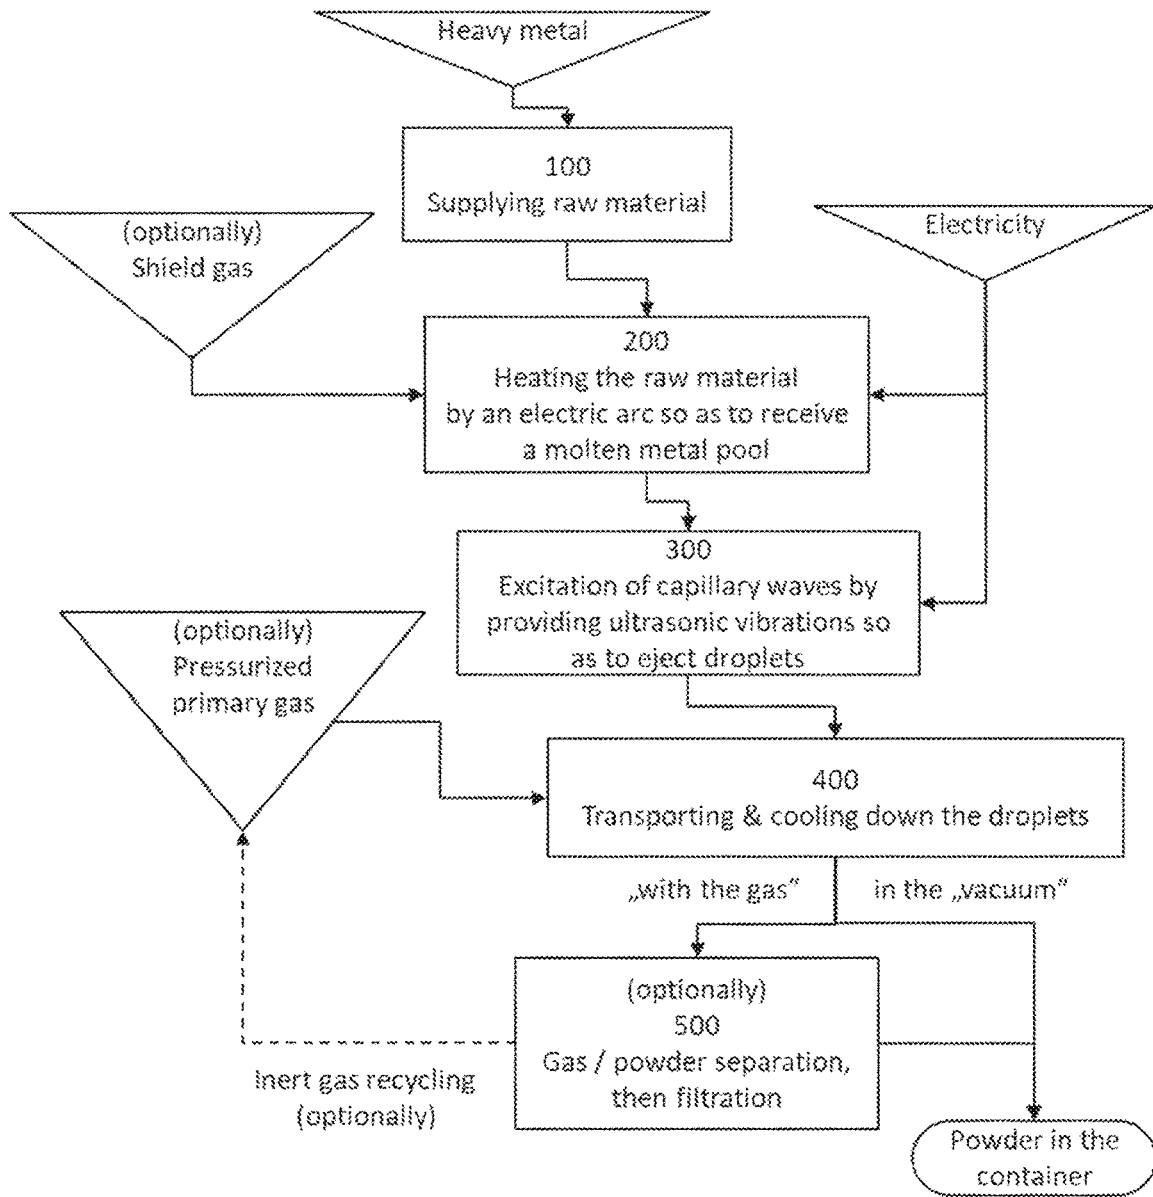 Heavy metal
100
Supplying raw material
(optionally)
Shield gas
Electricity
200
Heating the raw material
by an electric arc so as to receive
a molten metal pool
300
Excitation of capillary waves by
providing ultrasonic vibrations so
as to eject droplets
(optionally)
Pressurized
primary gas
400
Transporting & cooling down the droplets
„with the gas”
in the „vacuum”
(optionally)
500
Gas / powder separation,
then filtration
Inert gas recycling
(optionally)
Powder in the
container